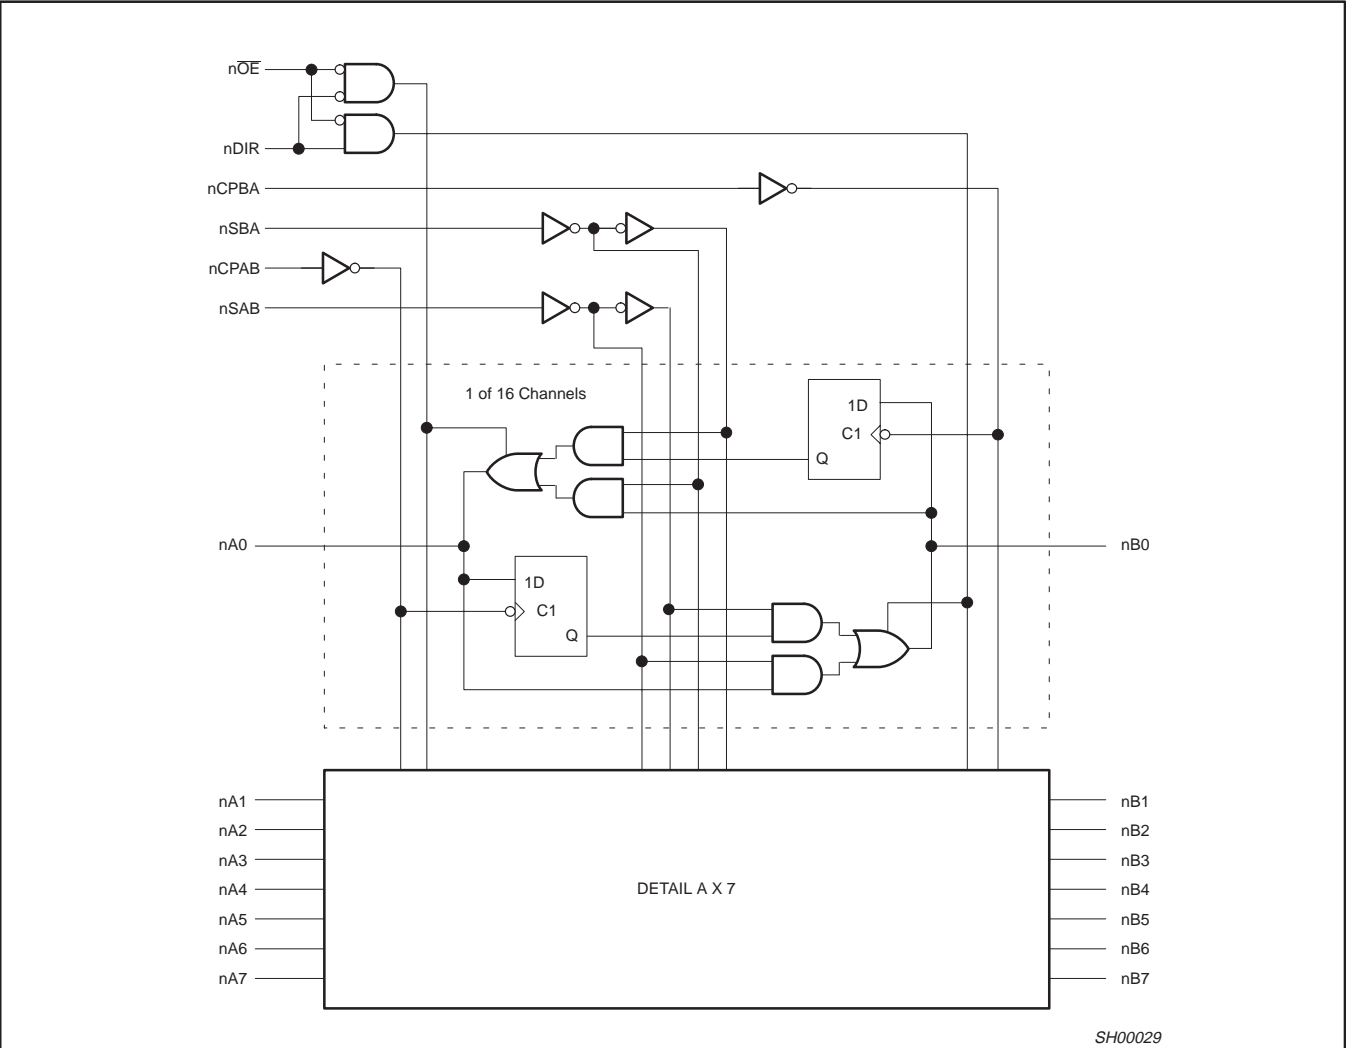 nO̅E̅
nDIR
nCPBA
nSBA
nCPAB
nSAB
1 of 16 Channels
1D
C1
Q
nA0
nB0
1D
C1
Q
nA1
nB1
nA2
nB2
nA3
nB3
DETAIL A X 7
nA4
nB4
nA5
nB5
nA6
nB6
nA7
nB7
SH00029